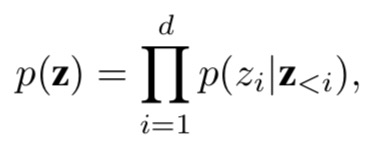 p(𝐳) = ∏_{i=1}^{d} p(z_i|𝐳_{<i}),